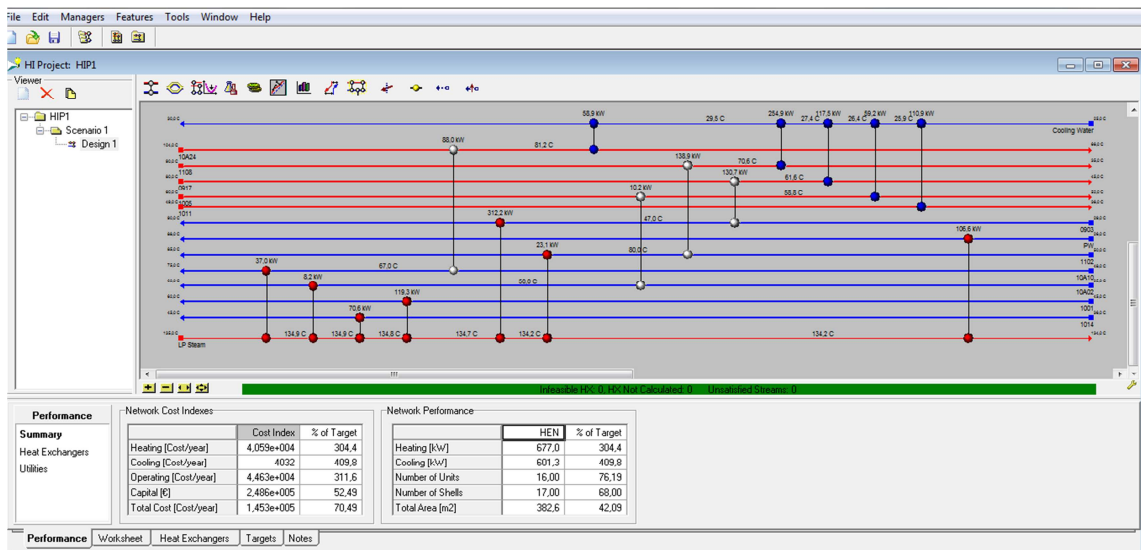 File Edit Managers Features Tools Window Help
HI Project: HIP1
Viewer
HIP1
Scenario 1
Design 1
58,9 kW
29,5 C
254,9 kW
27,4 C
117,5 kW
26,4 C
59,2 kW
25,9 C
110,9 kW
Cooling Water
88,0 kW
81,2 C
10A24
138,9 kW
70,6 C
1108
130,7 kW
61,6 C
0917
10,2 kW
58,8 C
1011
312,2 kW
47,0 C
0903
106,6 kW
PW
23,1 kW
80,0 C
1102
37,0 kW
67,0 C
10A10
8,2 kW
10A02
119,3 kW
1001
70,6 kW
1014
134,9 C
134,9 C
134,8 C
134,7 C
134,2 C
134,2 C
LP Steam
Infeasible HX: 0, HX Not Calculated: 0 Unsatisfied Streams: 0
Performance
Summary
Heat Exchangers
Utilities
Network Cost Indexes
Cost Index % of Target
Heating [Cost/year] 4,059e+004 304,4
Cooling [Cost/year] 4032 409,8
Operating [Cost/year] 4,463e+004 311,6
Capital [€] 2,486e+005 52,49
Total Cost [Cost/year] 1,453e+005 70,49
Network Performance
HEN % of Target
Heating [kW] 677,0 304,4
Cooling [kW] 601,3 409,8
Number of Units 16,00 76,19
Number of Shells 17,00 68,00
Total Area [m2] 382,6 42,09
Performance Worksheet Heat Exchangers Targets Notes